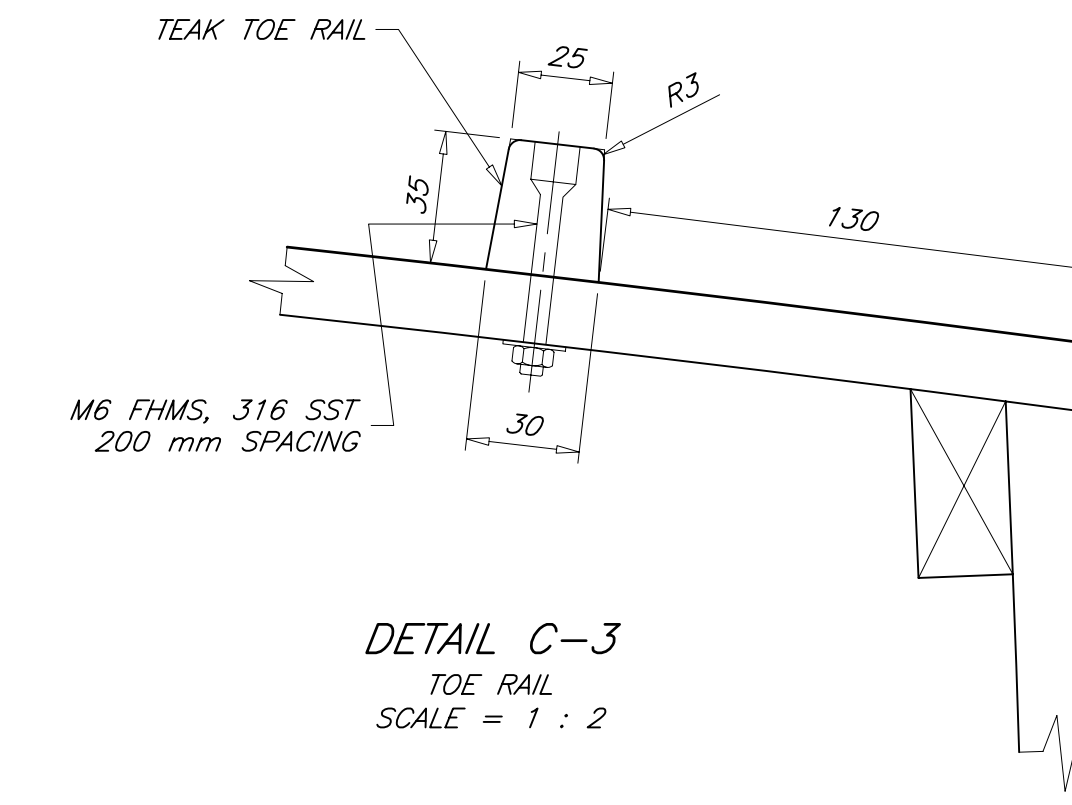 TEAK TOE RAIL
25
R3
35
130
M6 FHMS, 316 SST
200 mm SPACING
30
DETAIL C-3
TOE RAIL
SCALE = 1 : 2